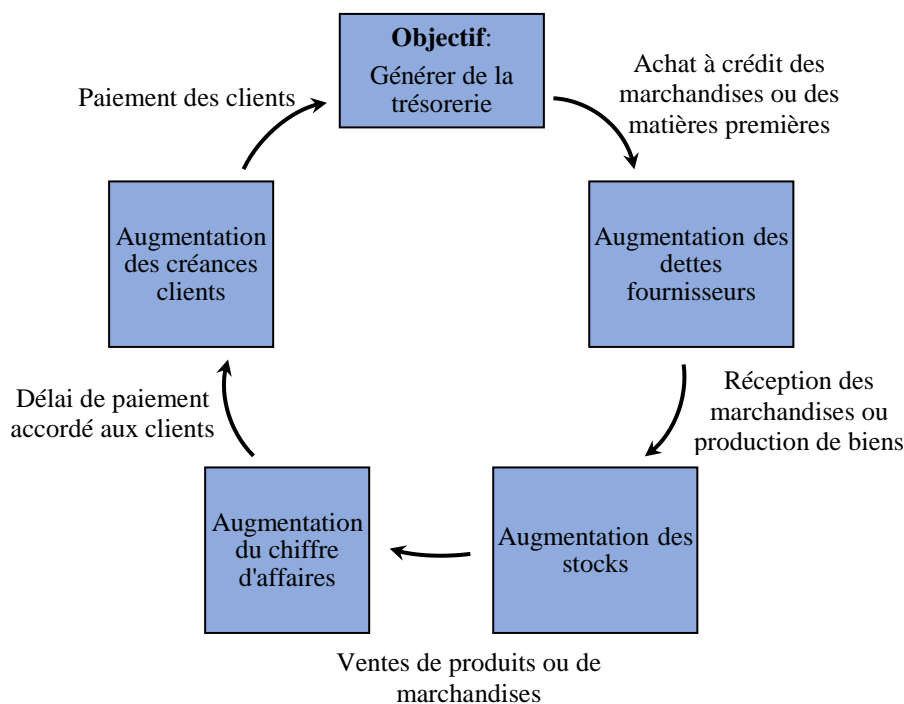 Objectif:
Générer de la
trésorerie
Achat à crédit des
marchandises ou des
matières premières
Augmentation des
dettes
fournisseurs
Réception des
marchandises ou
production de biens
Augmentation des
stocks
Ventes de produits ou de
marchandises
Augmentation
du chiffre
d'affaires
Délai de paiement
accordé aux clients
Augmentation
des créances
clients
Paiement des clients